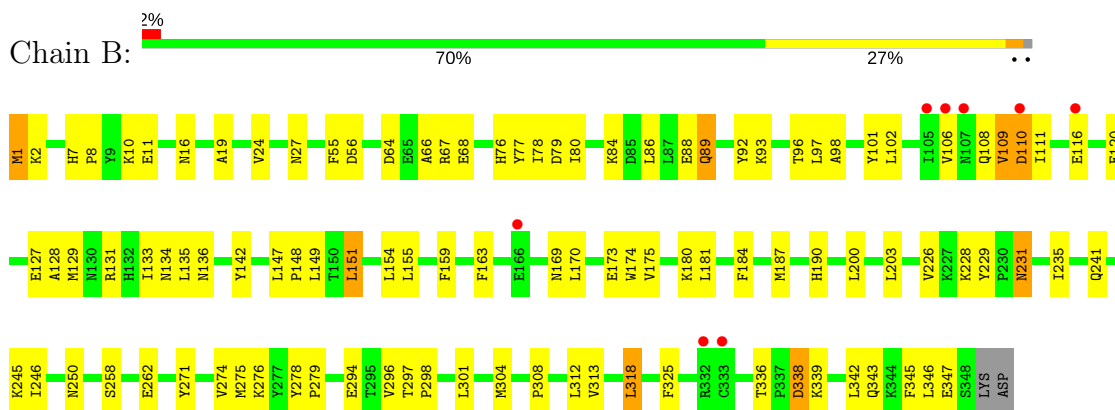 2%
Chain B:
70% 27% • •
M1 K2 H7 P8 Y9 K10 E11 N16 A19 V24 N27 F55 D56 D64 E65 A66 R67 E68 H76 Y77 I78 D79 I80 K84 D85 L86 L87 E88 Q89 Y92 K93 T96 L97 A98 Y101 L102 I105 V106 N107 Q108 V109 D110 I111 E116
E127 A128 M129 N130 R131 H132 T133 N134 L135 N136 Y142 L147 P148 L149 T150 L151 L154 L155 F159 F163 E166 N169 L170 E173 W174 V175 K180 L181 F184 M187 H190 L200 L203 V226 K227 K228 Y229 P230 N231 I235 Q241
K245 I246 N250 S258 E262 Y271 V274 M275 K276 Y277 Y278 P279 E294 T295 V296 T297 P298 L301 M304 P308 L312 V313 L318 F325 R332 C333 T336 P337 D338 K339 L342 Q343 K344 F345 L346 E347 S348 LYS ASP